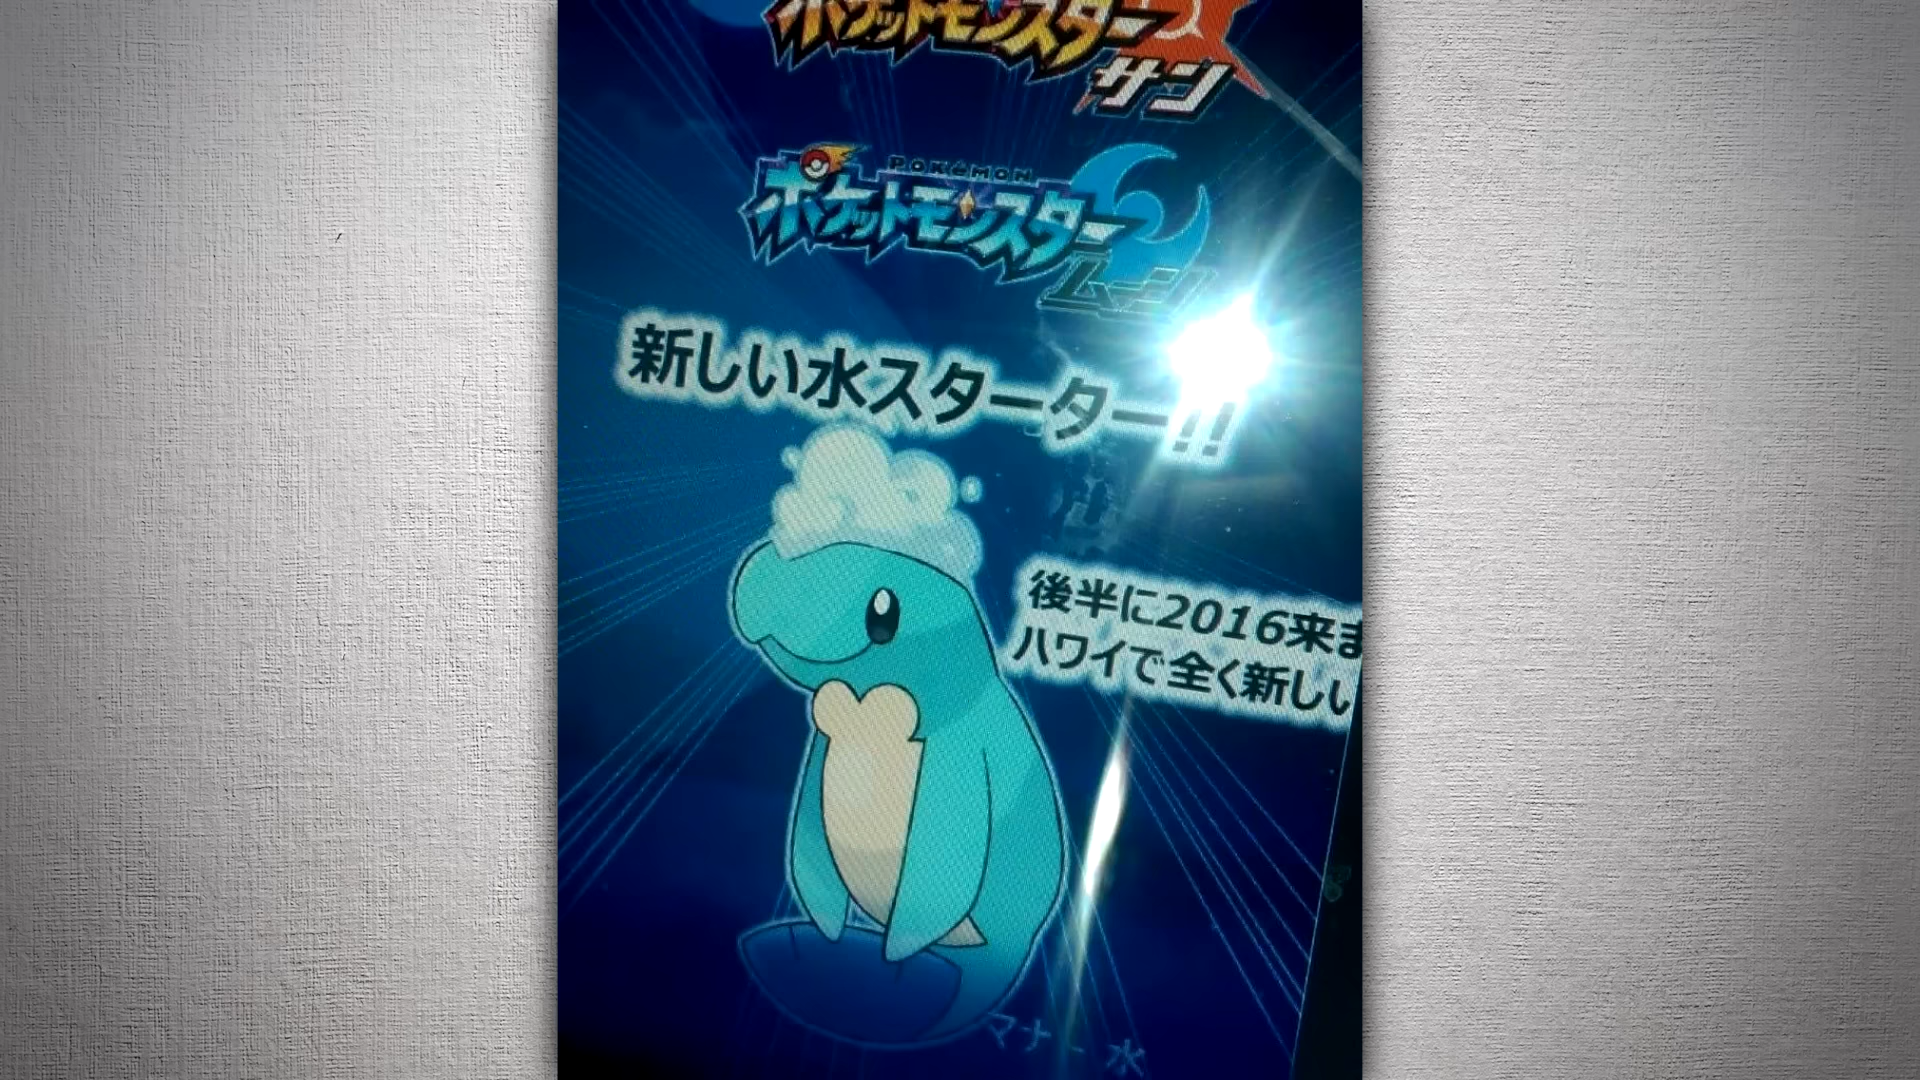 ポケットモンスター
サン
POKéMON
ポケットモンスター
ムーン
新しい水スターター!!
後半に2016来ま
ハワイで全く新しい
マナー 水